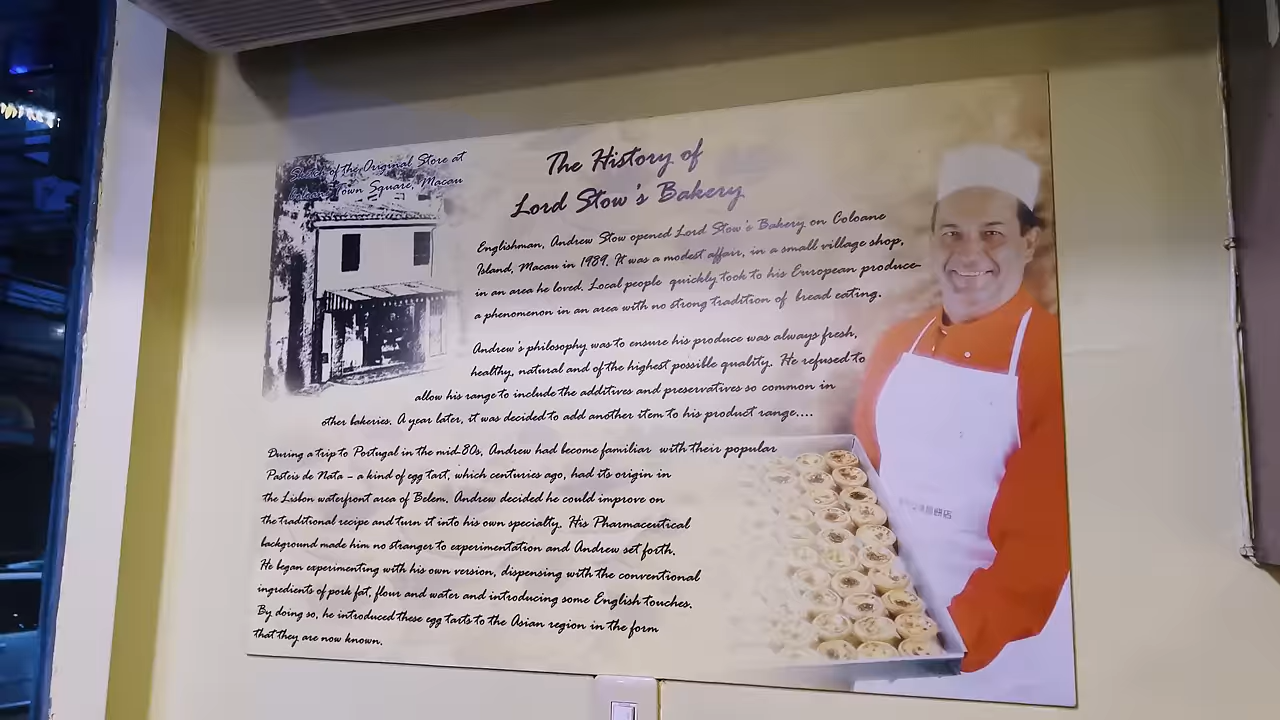 Sketch of the Original Store at
Coloane Town Square, Macau
The History of
Lord Stow's Bakery
Englishman, Andrew Stow opened Lord Stow's Bakery on Coloane
Island, Macau in 1989. It was a modest affair, in a small village shop,
in an area he loved. Local people quickly took to his European produce-
a phenomenon in an area with no strong tradition of bread eating.
Andrew's philosophy was to ensure his produce was always fresh,
healthy, natural and of the highest possible quality. He refused to
allow his range to include the additives and preservatives so common in
other bakeries. A year later, it was decided to add another item to his product range....
During a trip to Portugal in the mid-80s, Andrew had become familiar with their popular
Pasteis de Nata - a kind of egg tart, which centuries ago, had its origin in
the Lisbon waterfront area of Belem. Andrew decided he could improve on
the traditional recipe and turn it into his own specialty. His Pharmaceutical
background made him no stranger to experimentation and Andrew set forth.
He began experimenting with his own version, dispensing with the conventional
ingredients of pork fat, flour and water and introducing some English touches.
By doing so, he introduced these egg tarts to the Asian region in the form
that they are now known.